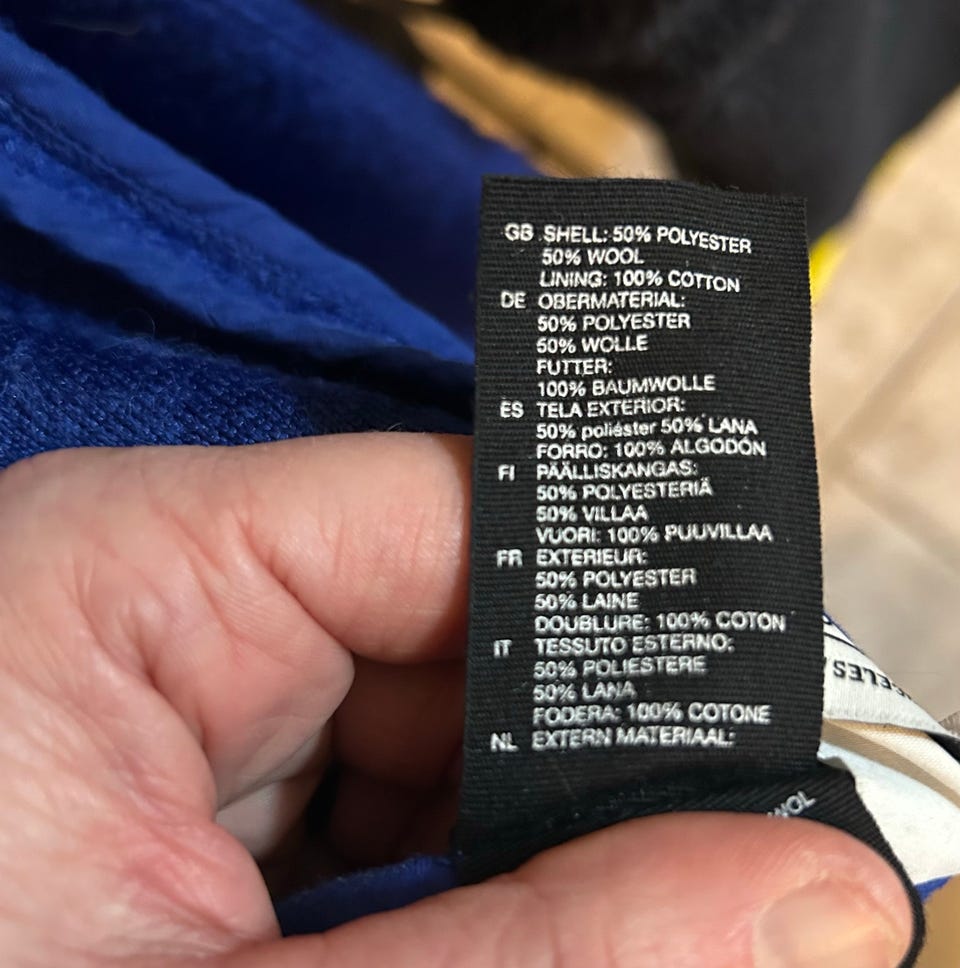 GB SHELL: 50% POLYESTER
50% WOOL
LINING: 100% COTTON
DE OBERMATERIAL:
50% POLYESTER
50% WOLLE
FUTTER:
100% BAUMWOLLE
ES TELA EXTERIOR:
50% poliéster 50% LANA
FORRO: 100% ALGODÓN
FI PÄÄLLISKANGAS:
50% POLYESTERIÄ
50% VILLAA
VUORI: 100% PUUVILLAA
FR EXTERIEUR:
50% POLYESTER
50% LAINE
DOUBLURE: 100% COTON
IT TESSUTO ESTERNO:
50% POLIESTERE
50% LANA
FODERA: 100% COTONE
NL EXTERN MATERIAAL:
WOL